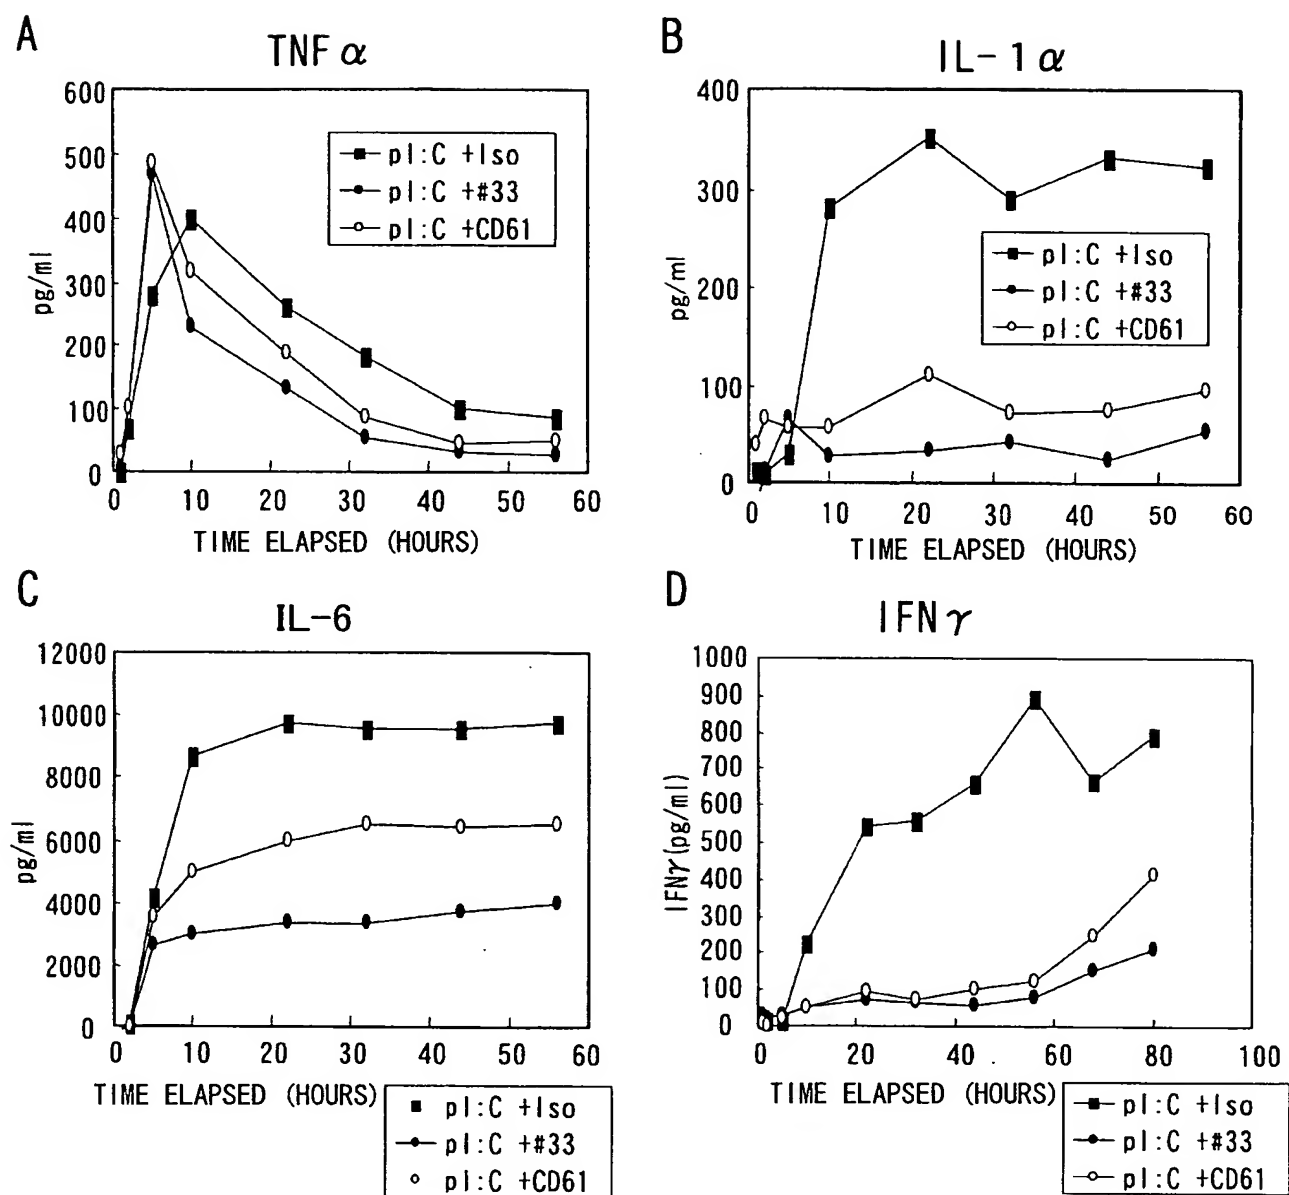 A
TNFα
600
500
400
300
200
100
0
pg/ml
pI:C +Iso
pI:C +#33
pI:C +CD61
0 10 20 30 40 50 60
TIME ELAPSED (HOURS)
B
IL-1α
400
300
200
100
0
pg/ml
pI:C +Iso
pI:C +#33
pI:C +CD61
0 10 20 30 40 50 60
TIME ELAPSED (HOURS)
C
IL-6
12000
10000
8000
6000
4000
2000
0
pg/ml
0 10 20 30 40 50 60
TIME ELAPSED (HOURS)
pI:C +Iso
pI:C +#33
pI:C +CD61
D
IFNγ
1000
900
800
700
600
500
400
300
200
100
0
IFNγ(pg/ml)
0 20 40 60 80 100
TIME ELAPSED (HOURS)
pI:C +Iso
pI:C +#33
pI:C +CD61